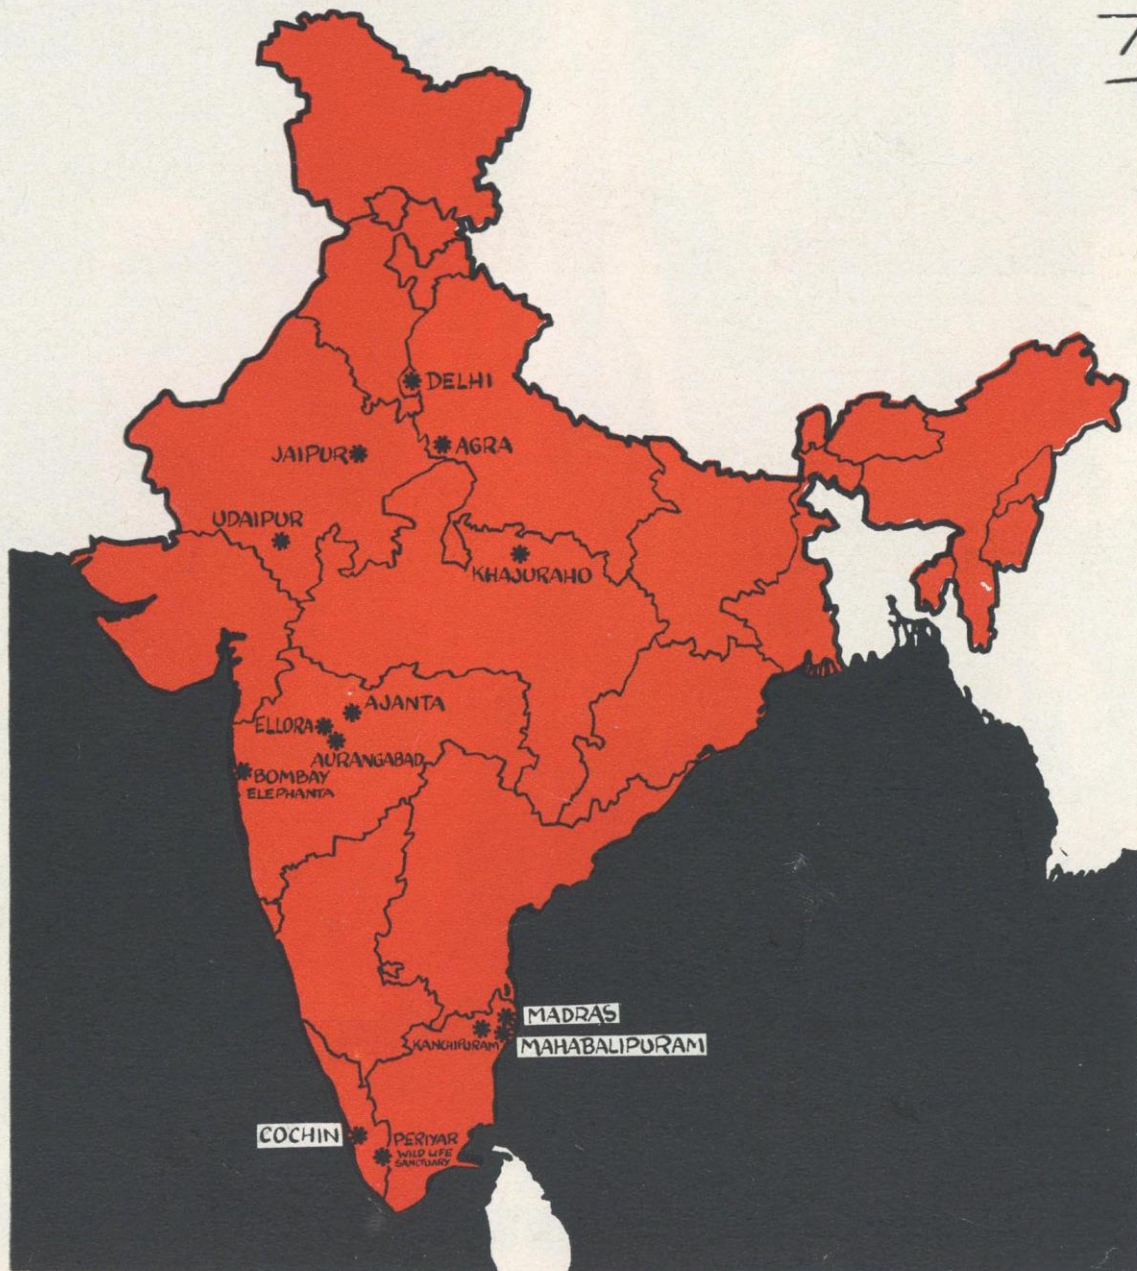 DELHI
AGRA
JAIPUR
UDAIPUR
KHAJURAHO
AJANTA
ELLORA
AURANGABAD
BOMBAY
ELEPHANTA
MADRAS
KANCHIPURAM
MAHABALIPURAM
COCHIN
PERIYAR
WILD LIFE
SANCTUARY